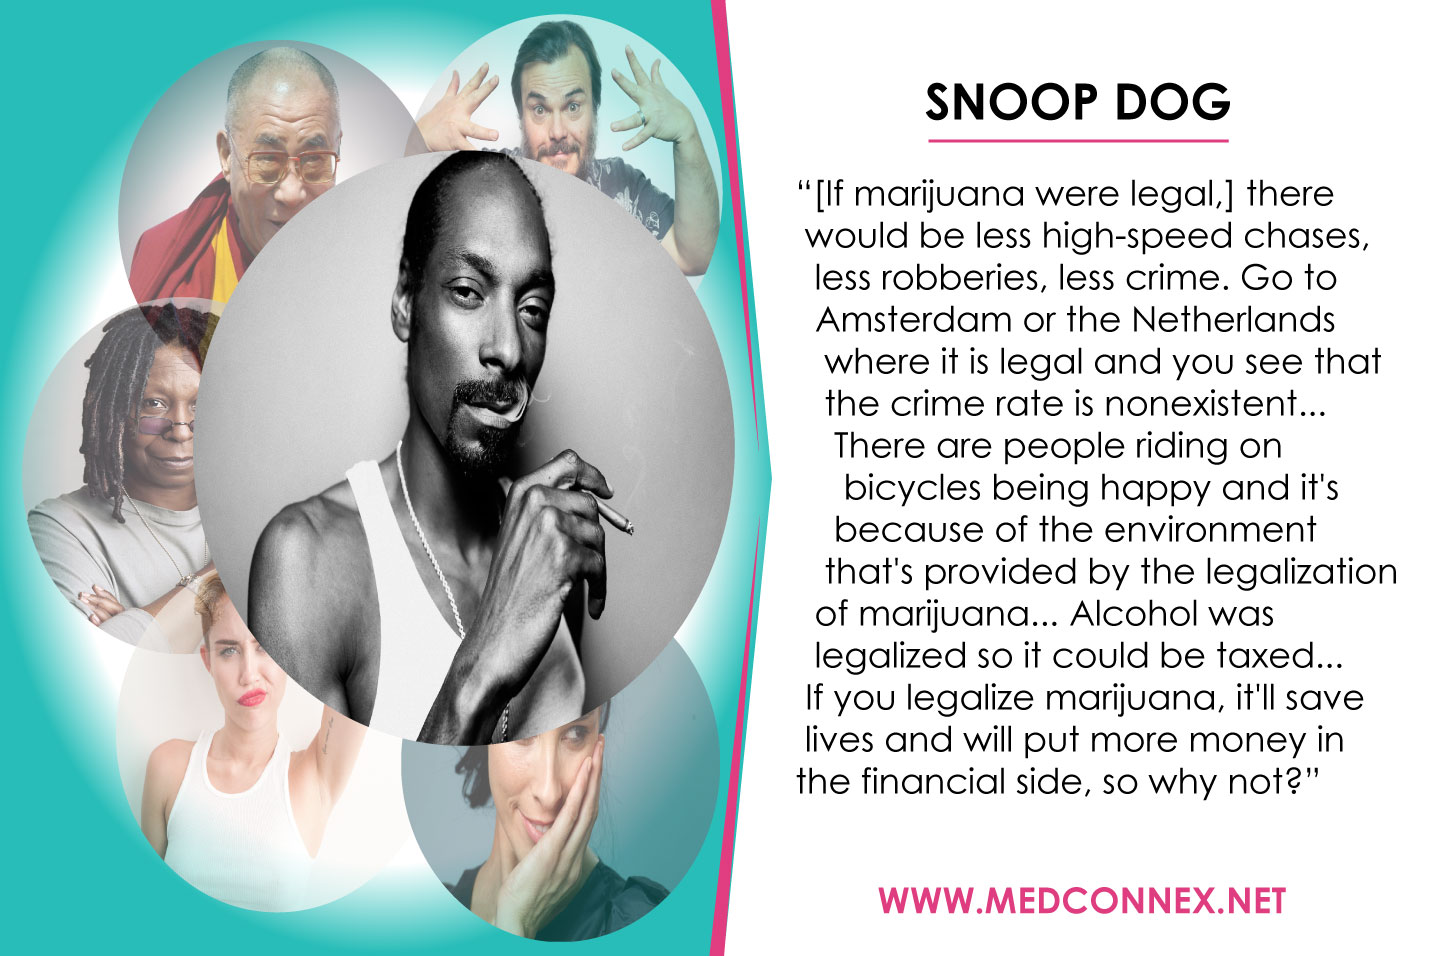 SNOOP DOG
“[If marijuana were legal,] there
would be less high-speed chases,
less robberies, less crime. Go to
Amsterdam or the Netherlands
where it is legal and you see that
the crime rate is nonexistent...
There are people riding on
bicycles being happy and it's
because of the environment
that's provided by the legalization
of marijuana... Alcohol was
legalized so it could be taxed...
If you legalize marijuana, it'll save
lives and will put more money in
the financial side, so why not?”
WWW.MEDCONNEX.NET